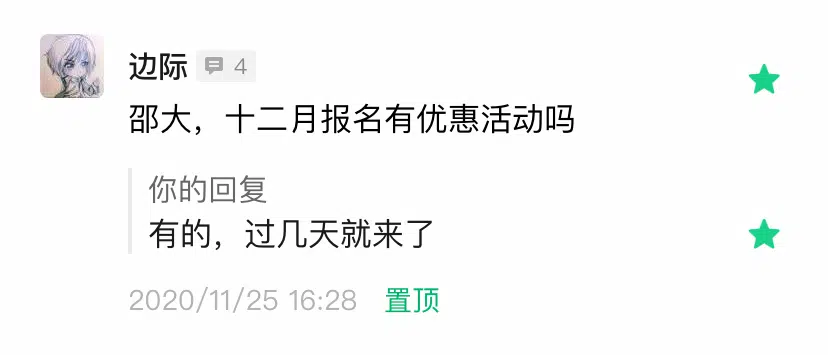 边际 4
邵大，十二月报名有优惠活动吗
你的回复
有的，过几天就来了
2020/11/25 16:28 置顶